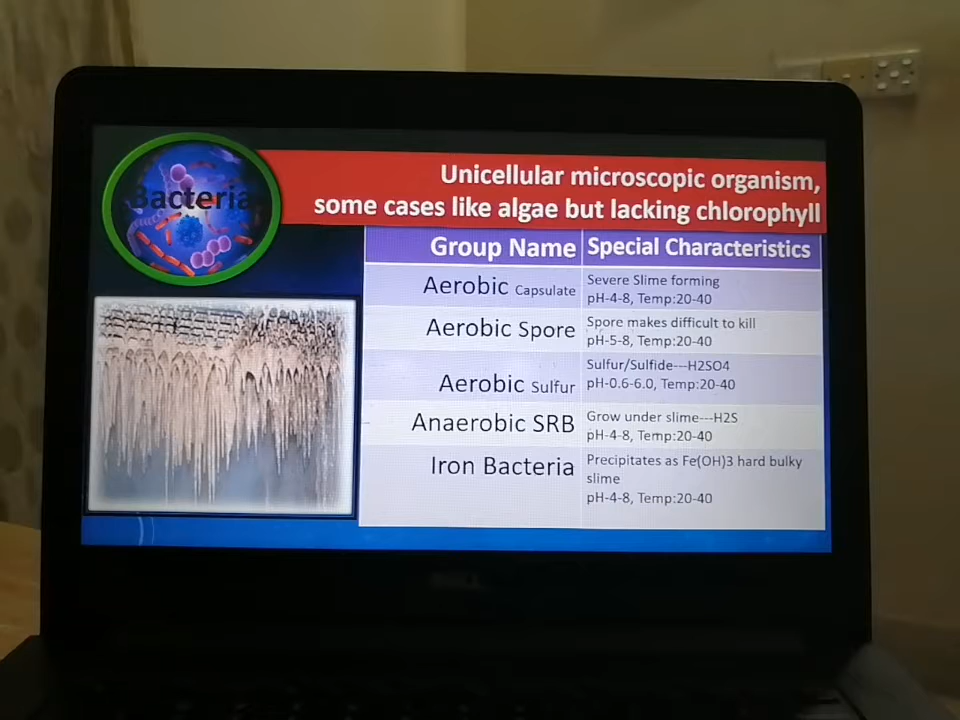 Bacteria
Unicellular microscopic organism,
some cases like algae but lacking chlorophyll
Group Name Special Characteristics
Aerobic Capsulate Severe Slime forming
pH-4-8, Temp:20-40
Aerobic Spore Spore makes difficult to kill
pH-5-8, Temp:20-40
Aerobic Sulfur Sulfur/Sulfide---H2SO4
pH-0.6-6.0, Temp:20-40
Anaerobic SRB Grow under slime---H2S
pH-4-8, Temp:20-40
Iron Bacteria Precipitates as Fe(OH)3 hard bulky
slime
pH-4-8, Temp:20-40